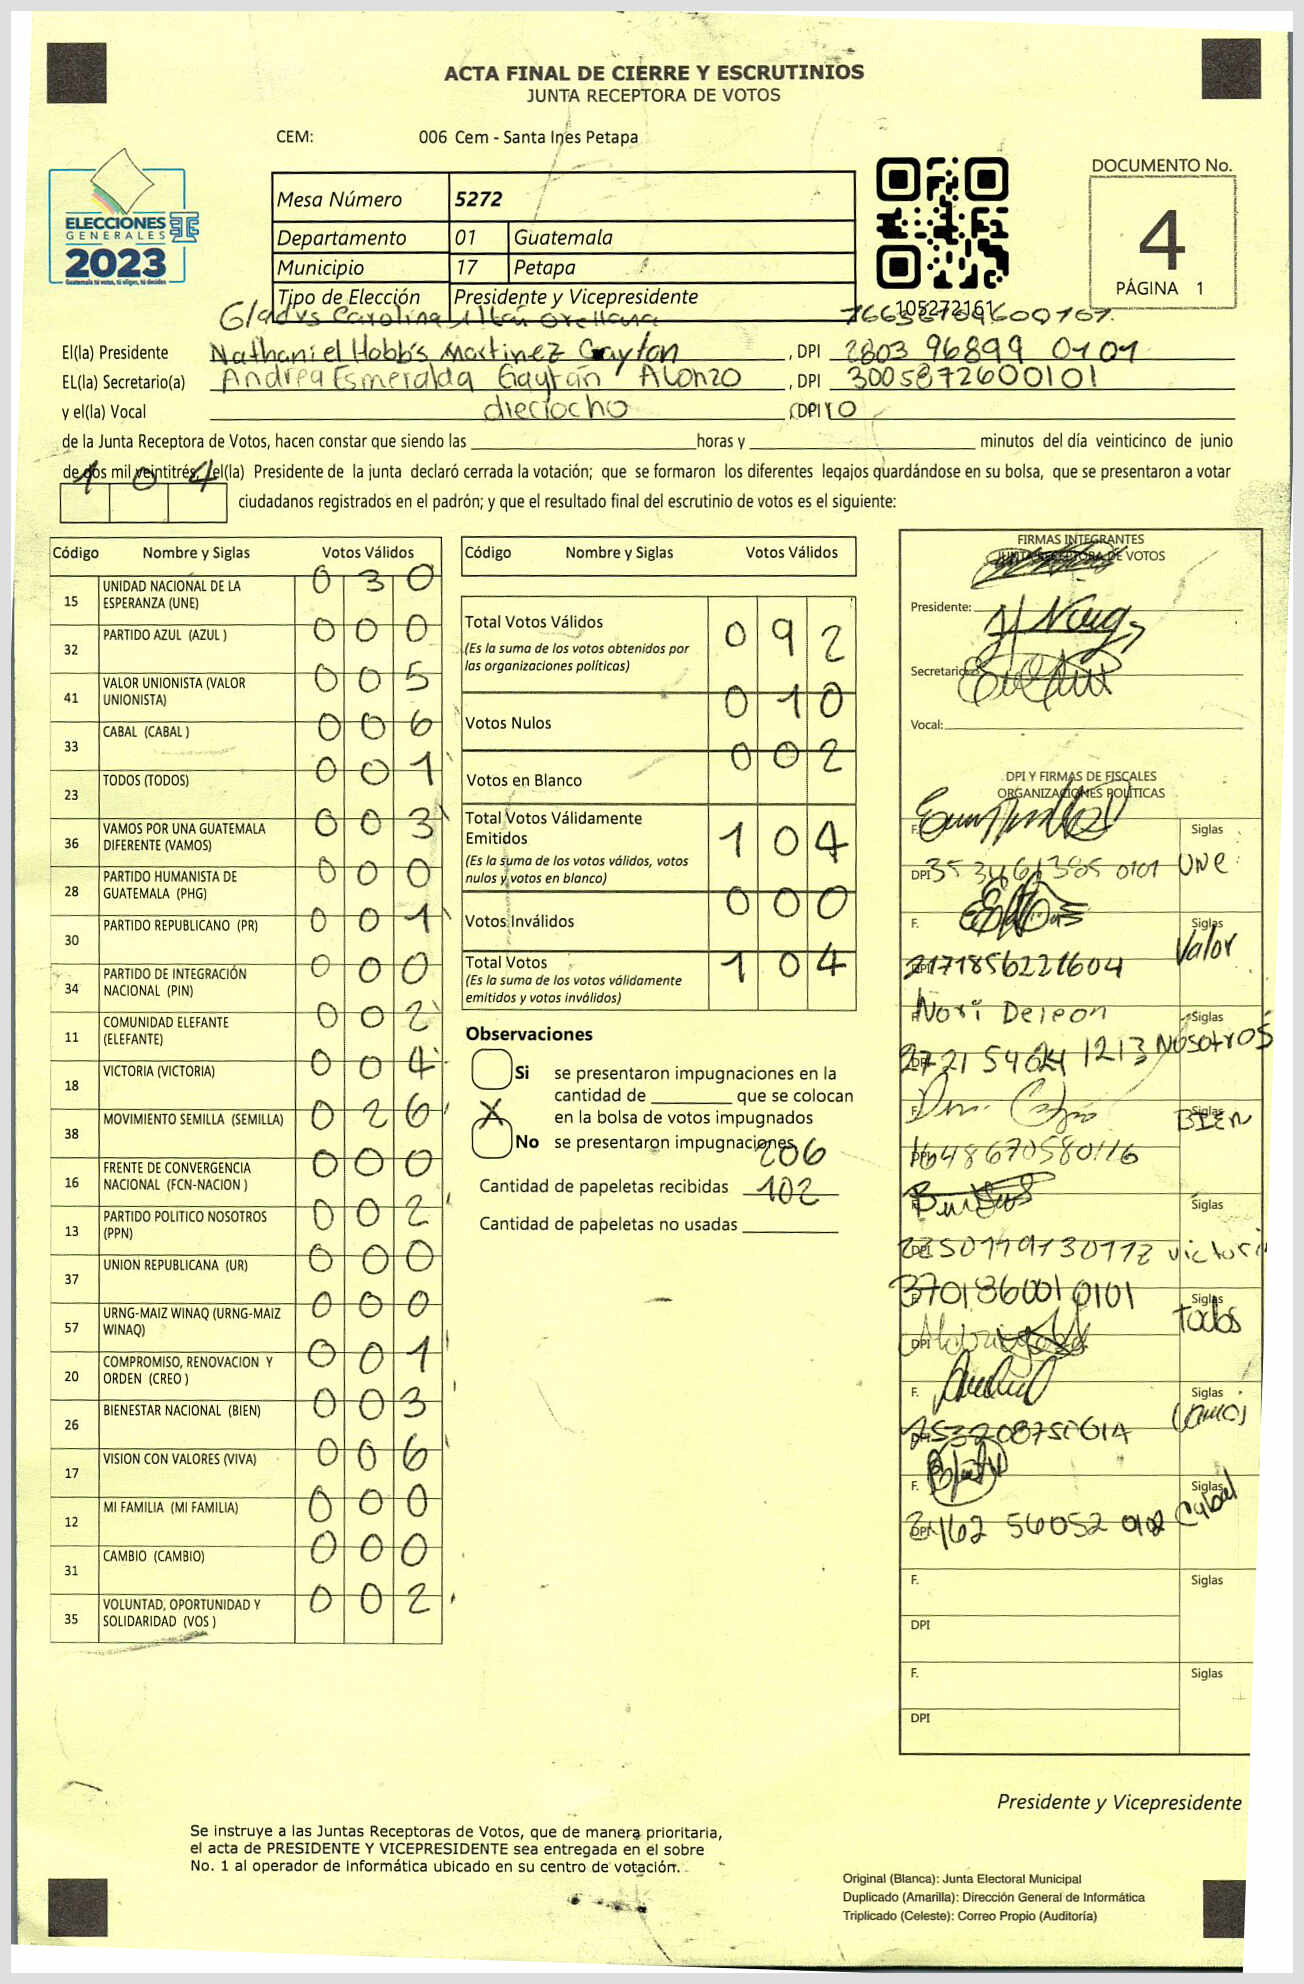 ACTA FINAL DE CIERRE Y ESCRUTINIOS
JUNTA RECEPTORA DE VOTOS
CEM: 006 Cem - Santa Ines Petapa
ELECCIONES
GENERALES
2023
Guatemala tú votas, tú eliges, tú decides
Mesa Número 5272
Departamento 01 Guatemala
Municipio 17 Petapa
Tipo de Elección Presidente y Vicepresidente
DOCUMENTO No.
4
PÁGINA 1
105272161
Gladys Carolina Orellana
El(la) Presidente Nathaniel Hobbs Martinez Gayton , DPI 2803 96899 0101
EL(la) Secretario(a) Andrea Esmeralda Gaytán Alonzo , DPI 3005872600101
y el(la) Vocal dieciocho , DPI 10
de la Junta Receptora de Votos, hacen constar que siendo las horas y minutos del día veinticinco de junio
de dos mil veintitrés, el(la) Presidente de la junta declaró cerrada la votación; que se formaron los diferentes legajos guardándose en su bolsa, que se presentaron a votar
104 ciudadanos registrados en el padrón; y que el resultado final del escrutinio de votos es el siguiente:
Código Nombre y Siglas Votos Válidos
15 UNIDAD NACIONAL DE LA ESPERANZA (UNE) 0 3 0
32 PARTIDO AZUL (AZUL ) 0 0 0
41 VALOR UNIONISTA (VALOR UNIONISTA) 0 0 5
33 CABAL (CABAL ) 0 0 6
23 TODOS (TODOS) 0 0 1
36 VAMOS POR UNA GUATEMALA DIFERENTE (VAMOS) 0 0 3
28 PARTIDO HUMANISTA DE GUATEMALA (PHG) 0 0 0
30 PARTIDO REPUBLICANO (PR) 0 0 1
34 PARTIDO DE INTEGRACIÓN NACIONAL (PIN) 0 0 0
11 COMUNIDAD ELEFANTE (ELEFANTE) 0 0 2
18 VICTORIA (VICTORIA) 0 0 4
38 MOVIMIENTO SEMILLA (SEMILLA) 0 2 6
16 FRENTE DE CONVERGENCIA NACIONAL (FCN-NACION ) 0 0 0
13 PARTIDO POLITICO NOSOTROS (PPN) 0 0 2
37 UNION REPUBLICANA (UR) 0 0 0
57 URNG-MAIZ WINAQ (URNG-MAIZ WINAQ) 0 0 0
20 COMPROMISO, RENOVACION Y ORDEN (CREO ) 0 0 1
26 BIENESTAR NACIONAL (BIEN) 0 0 3
17 VISION CON VALORES (VIVA) 0 0 6
12 MI FAMILIA (MI FAMILIA) 0 0 0
31 CAMBIO (CAMBIO) 0 0 0
35 VOLUNTAD, OPORTUNIDAD Y SOLIDARIDAD (VOS ) 0 0 2
Código Nombre y Siglas Votos Válidos
Total Votos Válidos 0 9 2
(Es la suma de los votos obtenidos por
las organizaciones políticas)
Votos Nulos 0 1 0
Votos en Blanco 0 0 2
Total Votos Válidamente
Emitidos 1 0 4
(Es la suma de los votos válidos, votos
nulos y votos en blanco)
Votos Inválidos 0 0 0
Total Votos 1 0 4
(Es la suma de los votos válidamente
emitidos y votos inválidos)
Observaciones
Si se presentaron impugnaciones en la
cantidad de que se colocan
en la bolsa de votos impugnados
X
No se presentaron impugnaciones
206
Cantidad de papeletas recibidas 102
Cantidad de papeletas no usadas
FIRMAS INTEGRANTES
JUNTA RECEPTORA DE VOTOS
Presidente:
Secretario:
Vocal:
DPI Y FIRMAS DE FISCALES
ORGANIZACIONES POLÍTICAS
F. Siglas
DPI UNE
F. Siglas
DPI 2171856221604 Valor
F. Nori Deleon Siglas
DPI Nosotros
F. Siglas
BIEN
DPI 1648670580116
F. Siglas
DPI victori
3701860010101
F. Siglas
DPI todos
F. Siglas
DPI
F. Siglas
DPI 56052 Cabal
F. Siglas
DPI
F. Siglas
DPI
Presidente y Vicepresidente
Se instruye a las Juntas Receptoras de Votos, que de manera prioritaria,
el acta de PRESIDENTE Y VICEPRESIDENTE sea entregada en el sobre
No. 1 al operador de informática ubicado en su centro de votación.
Original (Blanca): Junta Electoral Municipal
Duplicado (Amarilla): Dirección General de Informática
Triplicado (Celeste): Correo Propio (Auditoría)